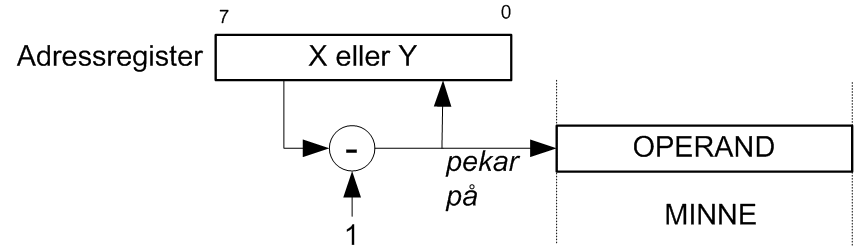 7 0
Adressregister X eller Y
- pekar OPERAND
på
MINNE
1